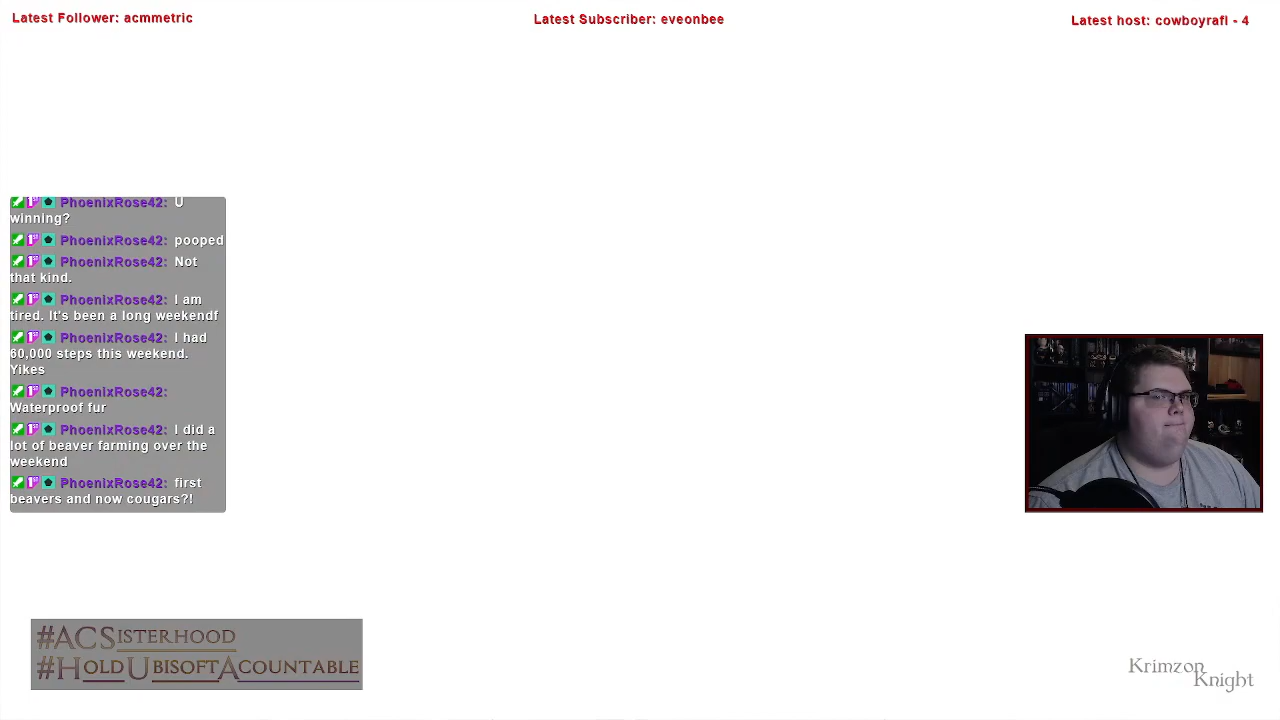 Latest Follower: acmmetric
Latest Subscriber: eveonbee
Latest host: cowboyrafl - 4
PhoenixRose42: U
winning?
PhoenixRose42: pooped
PhoenixRose42: Not
that kind.
PhoenixRose42: I am
tired. It's been a long weekendf
PhoenixRose42: I had
60,000 steps this weekend.
Yikes
PhoenixRose42:
Waterproof fur
PhoenixRose42: I did a
lot of beaver farming over the
weekend
PhoenixRose42: first
beavers and now cougars?!
#ACSISTERHOOD
#HOLDUBISOFTACOUNTABLE
Krimzon
Knight